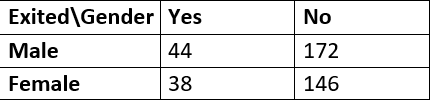 Exited\Gender Yes No
Male 44 172
Female 38 146